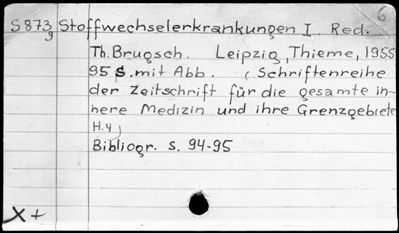 6
S873g Stoffwechselerkrankungen I Red.
Th. Brugsch. Leipzig, Thieme, 1955
95 S. mit Abb. (Schriftenreihe
der Zeitschrift für die gesamte in-
nere Medizin und ihre Grenzgebiete
H.4)
Bibliogr. S. 94-95
X+